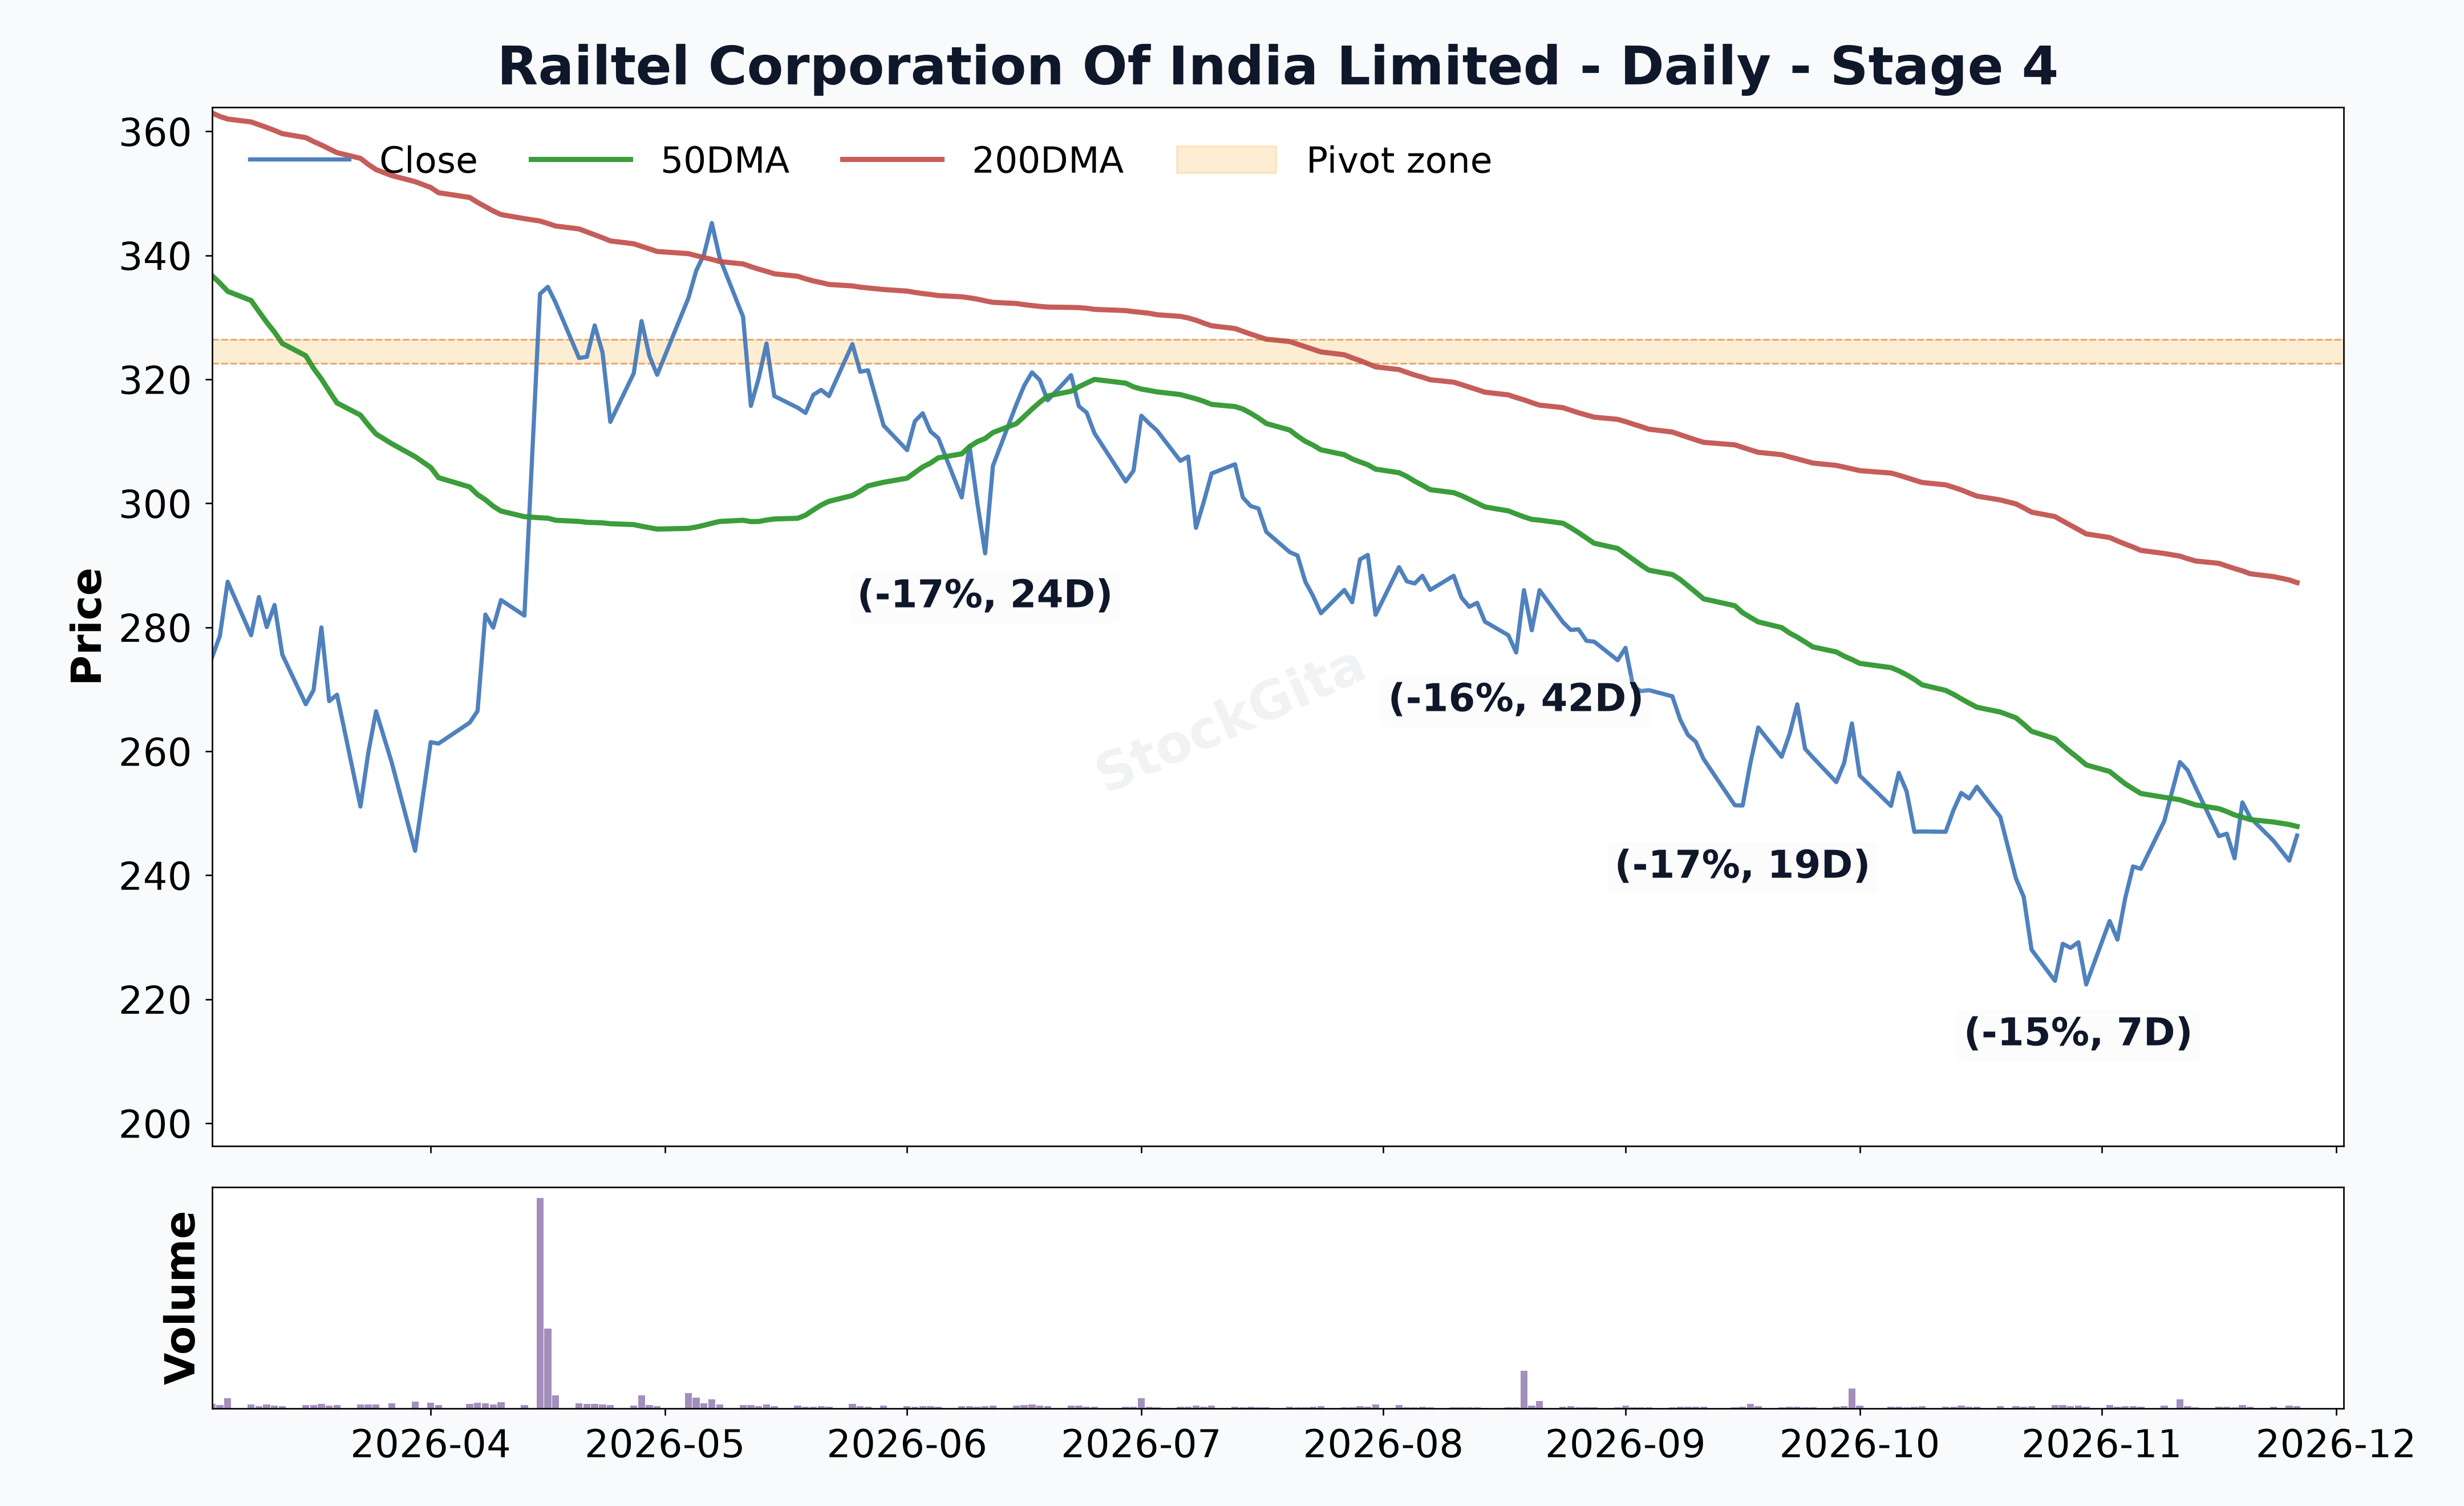 Railtel Corporation Of India Limited - Daily - Stage 4
Close 50DMA 200DMA Pivot zone
Price
360
340
320
300
280
260
240
220
200
(-17%, 24D)
(-16%, 42D)
(-17%, 19D)
(-15%, 7D)
StockGita
Volume
2026-04 2026-05 2026-06 2026-07 2026-08 2026-09 2026-10 2026-11 2026-12